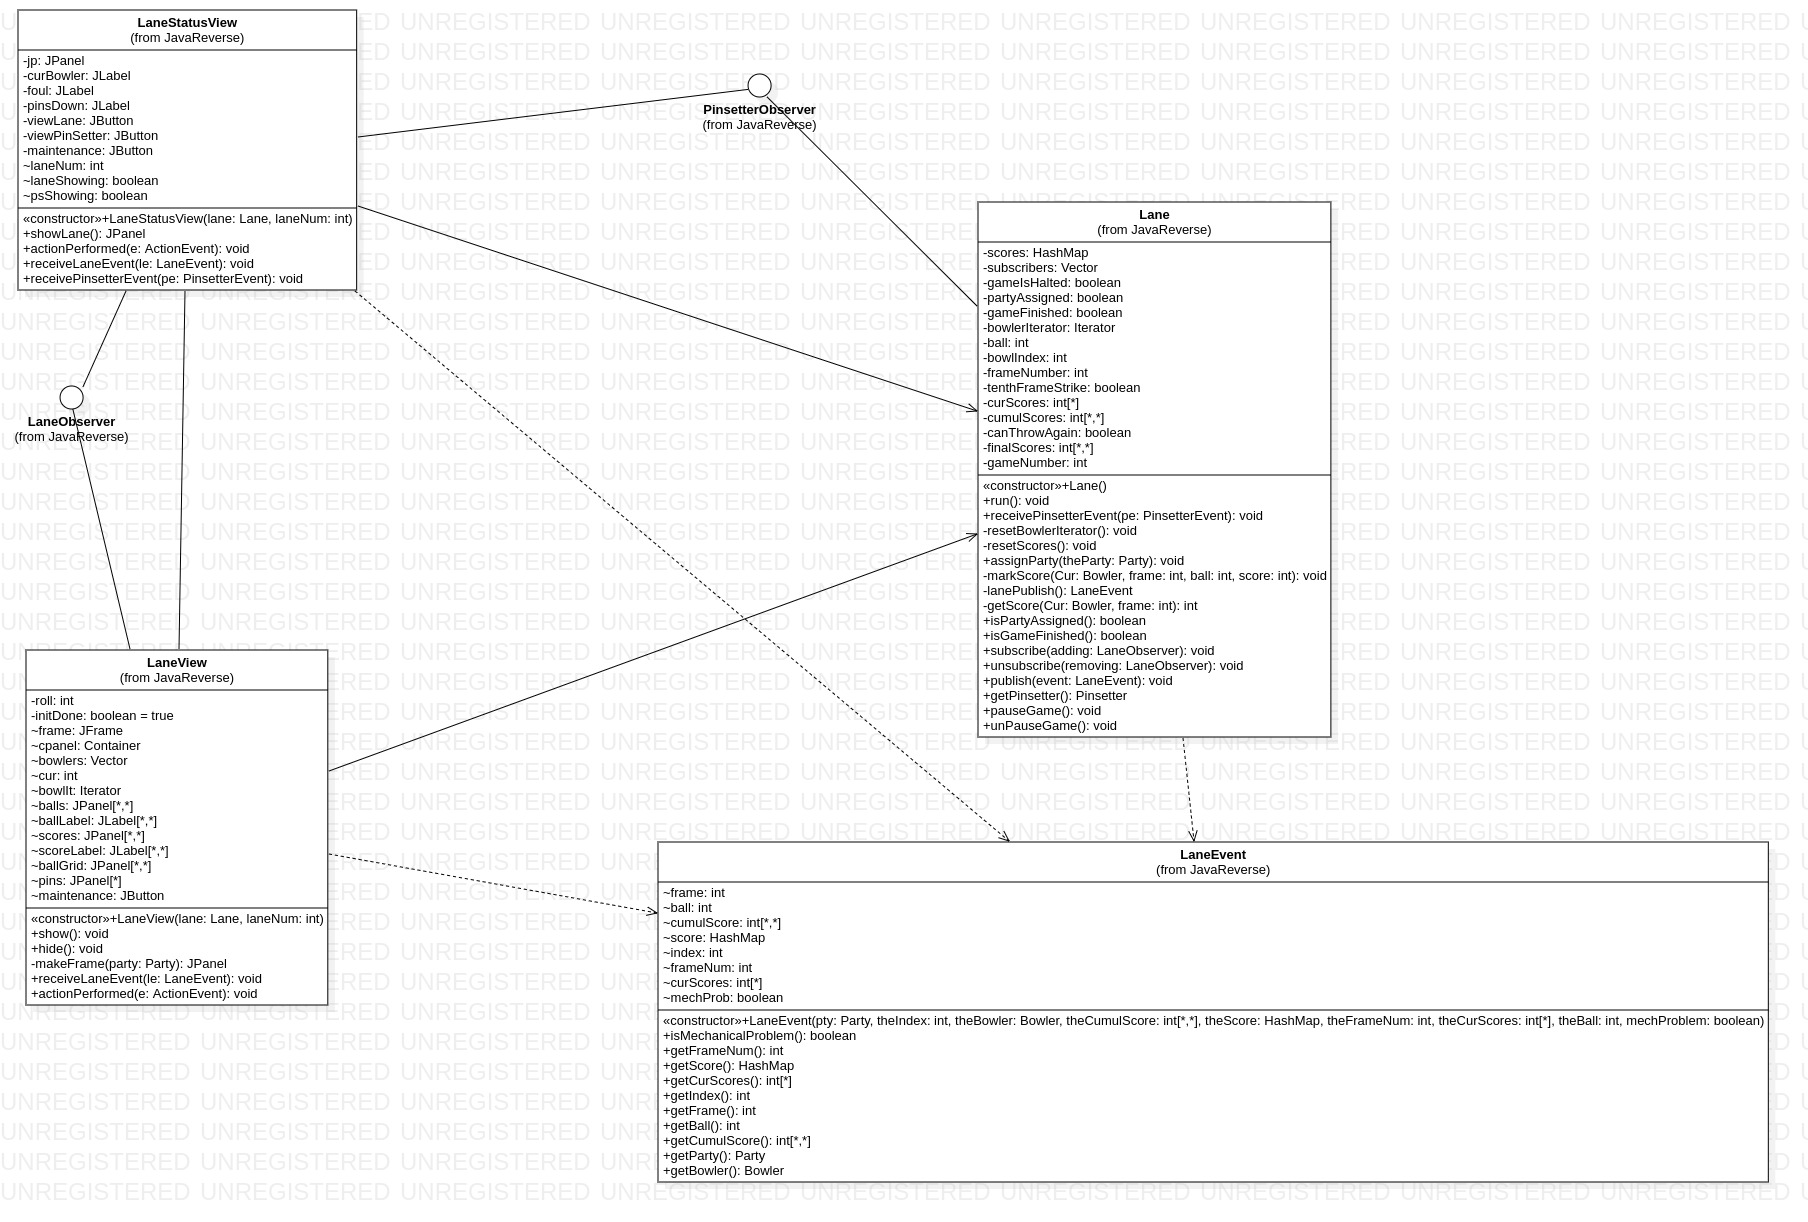 LaneStatusView
(from JavaReverse)
-jp: JPanel
-curBowler: JLabel
-foul: JLabel
-pinsDown: JLabel
-viewLane: JButton
-viewPinSetter: JButton
-maintenance: JButton
~laneNum: int
~laneShowing: boolean
~psShowing: boolean
«constructor»+LaneStatusView(lane: Lane, laneNum: int)
+showLane(): JPanel
+actionPerformed(e: ActionEvent): void
+receiveLaneEvent(le: LaneEvent): void
+receivePinsetterEvent(pe: PinsetterEvent): void
PinsetterObserver
(from JavaReverse)
Lane
(from JavaReverse)
-scores: HashMap
-subscribers: Vector
-gameIsHalted: boolean
-partyAssigned: boolean
-gameFinished: boolean
-bowlerIterator: Iterator
-ball: int
-bowlIndex: int
-frameNumber: int
-tenthFrameStrike: boolean
-curScores: int[*]
-cumulScores: int[*,*]
-canThrowAgain: boolean
-finalScores: int[*,*]
-gameNumber: int
«constructor»+Lane()
+run(): void
+receivePinsetterEvent(pe: PinsetterEvent): void
-resetBowlerIterator(): void
-resetScores(): void
+assignParty(theParty: Party): void
-markScore(Cur: Bowler, frame: int, ball: int, score: int): void
-lanePublish(): LaneEvent
-getScore(Cur: Bowler, frame: int): int
+isPartyAssigned(): boolean
+isGameFinished(): boolean
+subscribe(adding: LaneObserver): void
+unsubscribe(removing: LaneObserver): void
+publish(event: LaneEvent): void
+getPinsetter(): Pinsetter
+pauseGame(): void
+unPauseGame(): void
LaneObserver
(from JavaReverse)
LaneView
(from JavaReverse)
-roll: int
-initDone: boolean = true
~frame: JFrame
~cpanel: Container
~bowlers: Vector
~cur: int
~bowlIt: Iterator
~balls: JPanel[*,*]
~ballLabel: JLabel[*,*]
~scores: JPanel[*,*]
~scoreLabel: JLabel[*,*]
~ballGrid: JPanel[*,*]
~pins: JPanel[*]
~maintenance: JButton
«constructor»+LaneView(lane: Lane, laneNum: int)
+show(): void
+hide(): void
-makeFrame(party: Party): JPanel
+receiveLaneEvent(le: LaneEvent): void
+actionPerformed(e: ActionEvent): void
LaneEvent
(from JavaReverse)
~frame: int
~ball: int
~cumulScore: int[*,*]
~score: HashMap
~index: int
~frameNum: int
~curScores: int[*]
~mechProb: boolean
«constructor»+LaneEvent(pty: Party, theIndex: int, theBowler: Bowler, theCumulScore: int[*,*], theScore: HashMap, theFrameNum: int, theCurScores: int[*], theBall: int, mechProblem: boolean)
+isMechanicalProblem(): boolean
+getFrameNum(): int
+getScore(): HashMap
+getCurScores(): int[*]
+getIndex(): int
+getFrame(): int
+getBall(): int
+getCumulScore(): int[*,*]
+getParty(): Party
+getBowler(): Bowler